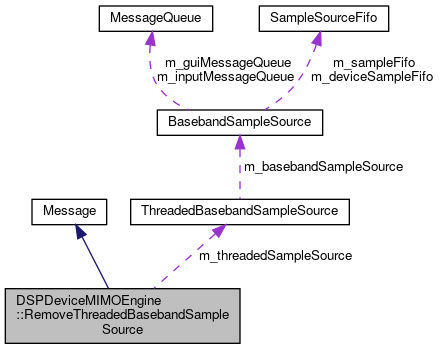 MessageQueue
SampleSourceFifo
m_guiMessageQueue
m_inputMessageQueue
m_sampleFifo
m_deviceSampleFifo
BasebandSampleSource
m_basebandSampleSource
Message
ThreadedBasebandSampleSource
m_threadedSampleSource
DSPDeviceMIMOEngine
::RemoveThreadedBasebandSample
Source